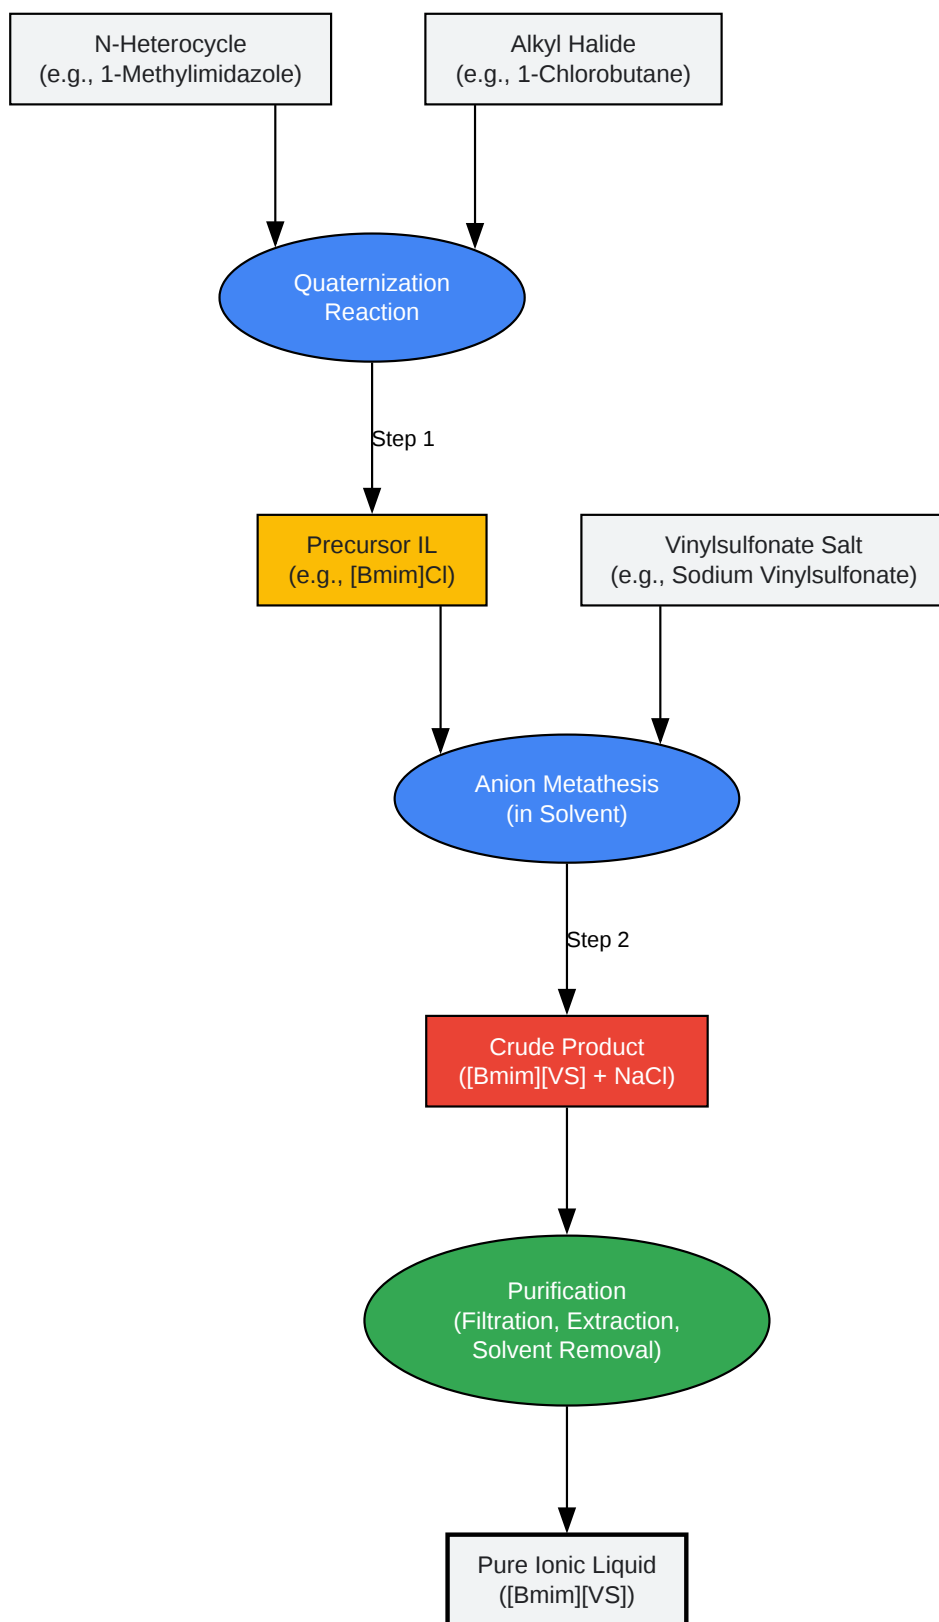 N-Heterocycle
(e.g., 1-Methylimidazole)
Alkyl Halide
(e.g., 1-Chlorobutane)
Quaternization
Reaction
Step 1
Precursor IL
(e.g., [Bmim]Cl)
Vinylsulfonate Salt
(e.g., Sodium Vinylsulfonate)
Anion Metathesis
(in Solvent)
Step 2
Crude Product
([Bmim][VS] + NaCl)
Purification
(Filtration, Extraction,
Solvent Removal)
Pure Ionic Liquid
([Bmim][VS])